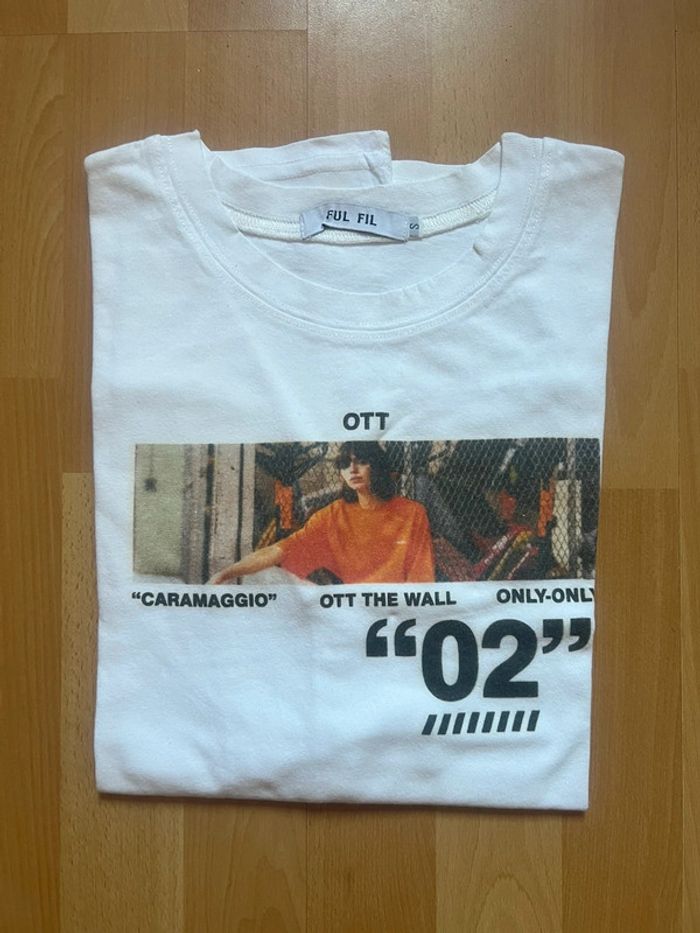 FUL FIL
S
OTT
“CARAMAGGIO” OTT THE WALL ONLY-ONLY
“02”